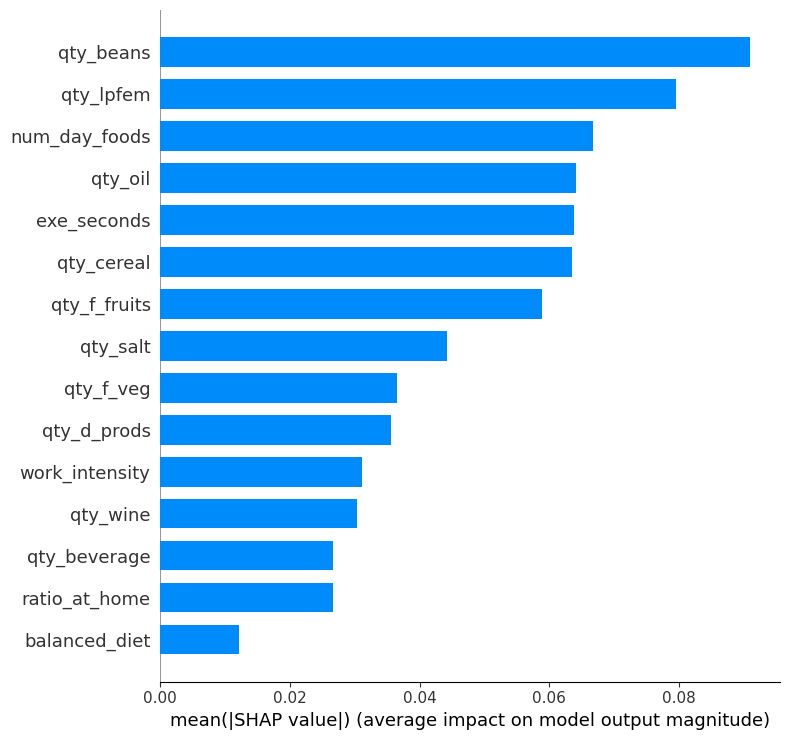 qty_beans
qty_lpfem
num_day_foods
qty_oil
exe_seconds
qty_cereal
qty_f_fruits
qty_salt
qty_f_veg
qty_d_prods
work_intensity
qty_wine
qty_beverage
ratio_at_home
balanced_diet
0.00 0.02 0.04 0.06 0.08
mean(|SHAP value|) (average impact on model output magnitude)